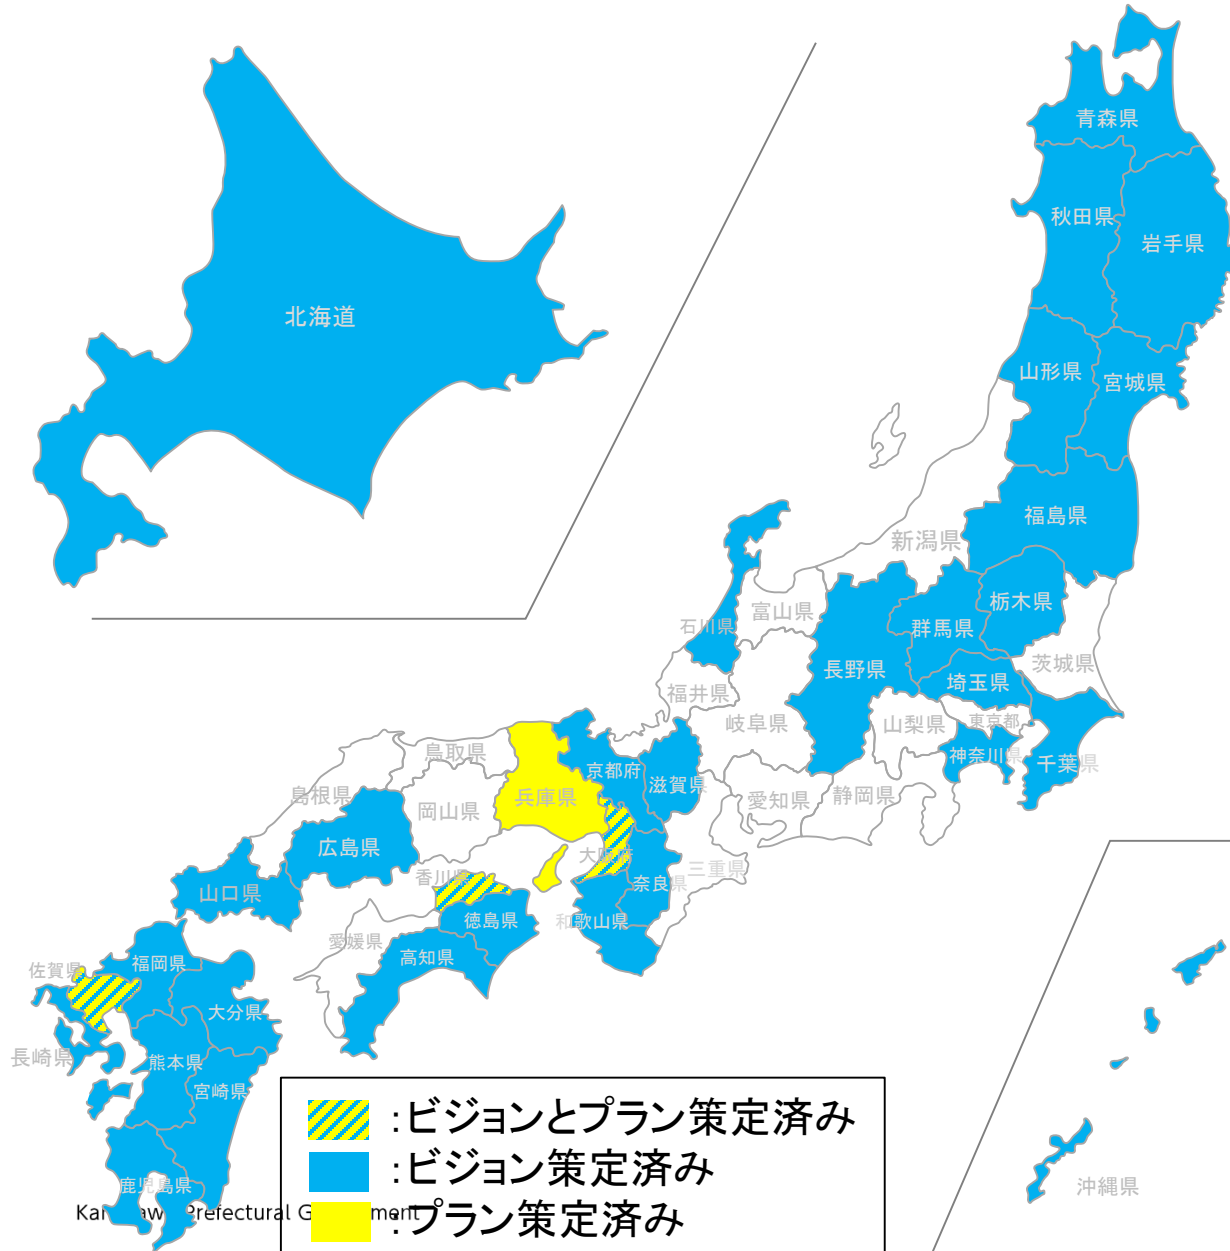 青森県
秋田県
岩手県
北海道
山形県
宮城県
福島県
新潟県
栃木県
富山県
石川県
群馬県
茨城県
長野県
埼玉県
福井県
岐阜県
山梨県
東京都
鳥取県
京都府
滋賀県
神奈川県
千葉県
島根県
兵庫県
愛知県
静岡県
岡山県
広島県
大阪府
三重県
香川県
奈良県
山口県
徳島県
和歌山県
愛媛県
高知県
福岡県
佐賀県
大分県
長崎県
熊本県
宮崎県
:ビジョンとプラン策定済み
:ビジョン策定済み
鹿児島県
沖縄県
:プラン策定済み
Prefectural